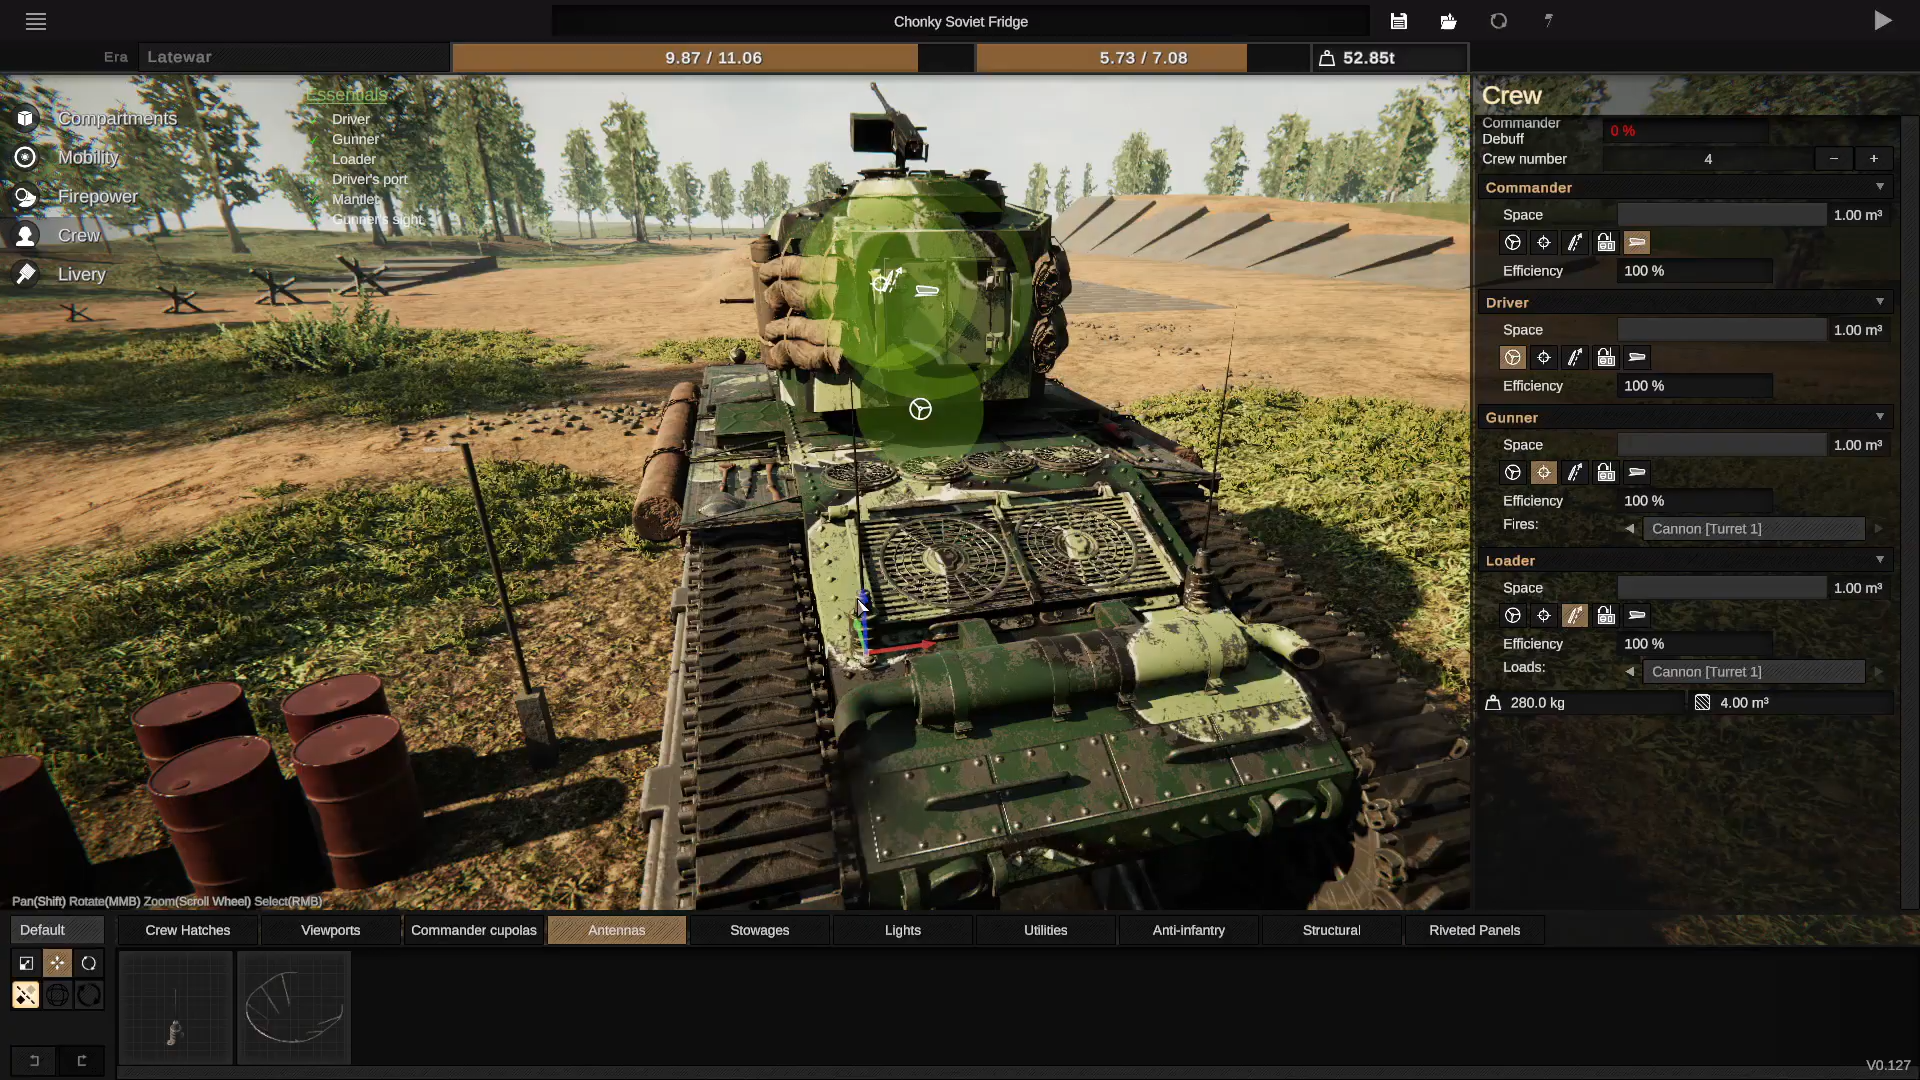 Chonky Soviet Fridge
Era
Latewar
9.87 / 11.06
5.73 / 7.08
52.85t
Compartments
Mobility
Firepower
Crew
Livery
Essentials
Driver
Gunner
Loader
Driver's port
Mantlet
Gunner's sight
Crew
Commander
Debuff
0 %
Crew number
4
Commander
Space
1.00 m³
Efficiency
100 %
Driver
Space
1.00 m³
Efficiency
100 %
Gunner
Space
1.00 m³
Efficiency
100 %
Fires:
Cannon [Turret 1]
Loader
Space
1.00 m³
Efficiency
100 %
Loads:
Cannon [Turret 1]
280.0 kg
4.00 m³
Pan(Shift) Rotate(MMB) Zoom(Scroll Wheel) Select(RMB)
Default
Crew Hatches
Viewports
Commander cupolas
Antennas
Stowages
Lights
Utilities
Anti-infantry
Structural
Riveted Panels
V0.127